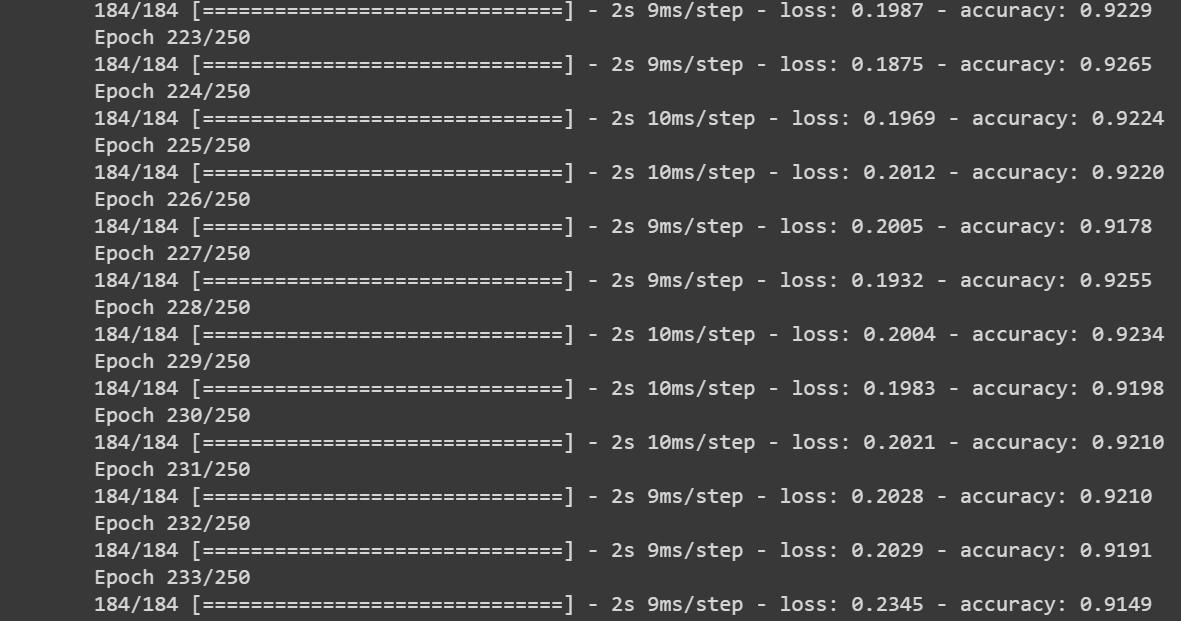 184/184 [==============================] - 2s 9ms/step - loss: 0.1987 - accuracy: 0.9229
Epoch 223/250
184/184 [==============================] - 2s 9ms/step - loss: 0.1875 - accuracy: 0.9265
Epoch 224/250
184/184 [==============================] - 2s 10ms/step - loss: 0.1969 - accuracy: 0.9224
Epoch 225/250
184/184 [==============================] - 2s 10ms/step - loss: 0.2012 - accuracy: 0.9220
Epoch 226/250
184/184 [==============================] - 2s 9ms/step - loss: 0.2005 - accuracy: 0.9178
Epoch 227/250
184/184 [==============================] - 2s 9ms/step - loss: 0.1932 - accuracy: 0.9255
Epoch 228/250
184/184 [==============================] - 2s 10ms/step - loss: 0.2004 - accuracy: 0.9234
Epoch 229/250
184/184 [==============================] - 2s 10ms/step - loss: 0.1983 - accuracy: 0.9198
Epoch 230/250
184/184 [==============================] - 2s 10ms/step - loss: 0.2021 - accuracy: 0.9210
Epoch 231/250
184/184 [==============================] - 2s 9ms/step - loss: 0.2028 - accuracy: 0.9210
Epoch 232/250
184/184 [==============================] - 2s 9ms/step - loss: 0.2029 - accuracy: 0.9191
Epoch 233/250
184/184 [==============================] - 2s 9ms/step - loss: 0.2345 - accuracy: 0.9149